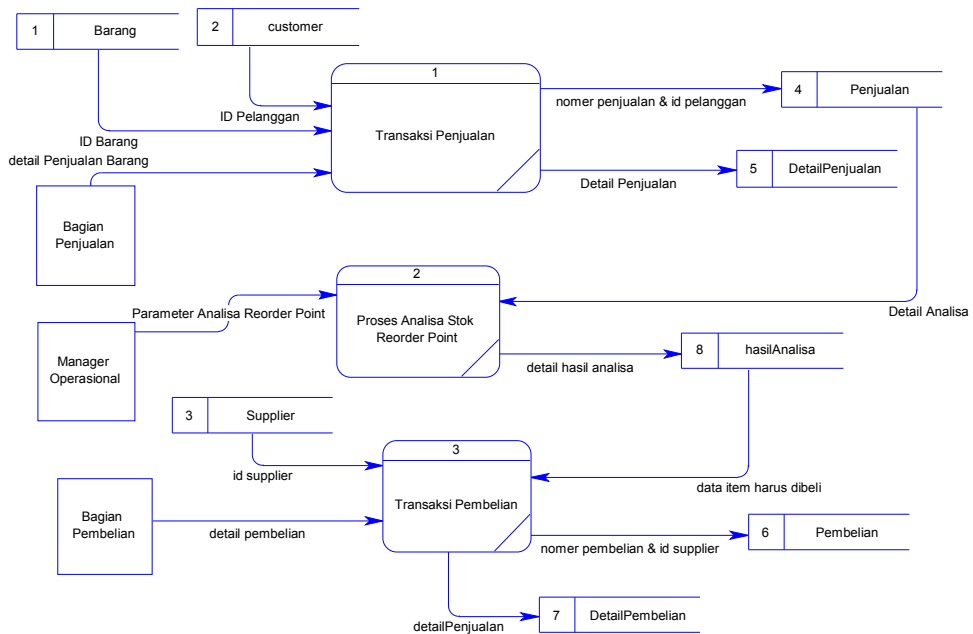 1 Barang
2 customer
1
Transaksi Penjualan
nomer penjualan & id pelanggan
4 Penjualan
ID Pelanggan
ID Barang
detail Penjualan Barang
Detail Penjualan
5 DetailPenjualan
Bagian
Penjualan
2
Proses Analisa Stok
Reorder Point
Parameter Analisa Reorder Point
Detail Analisa
Manager
Operasional
detail hasil analisa
8 hasilAnalisa
3 Supplier
id supplier
3
Transaksi Pembelian
data item harus dibeli
Bagian
Pembelian
detail pembelian
nomer pembelian & id supplier
6 Pembelian
detailPenjualan
7 DetailPembelian